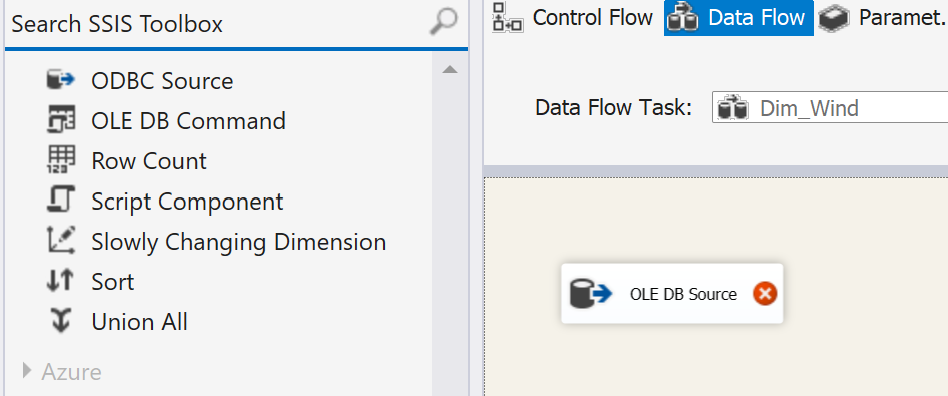 Search SSIS Toolbox
ODBC Source
OLE DB Command
Row Count
123
Script Component
Slowly Changing Dimension
Sort
Union All
Azure
Control Flow
Data Flow
Paramet.
Data Flow Task:
Dim_Wind
OLE DB Source